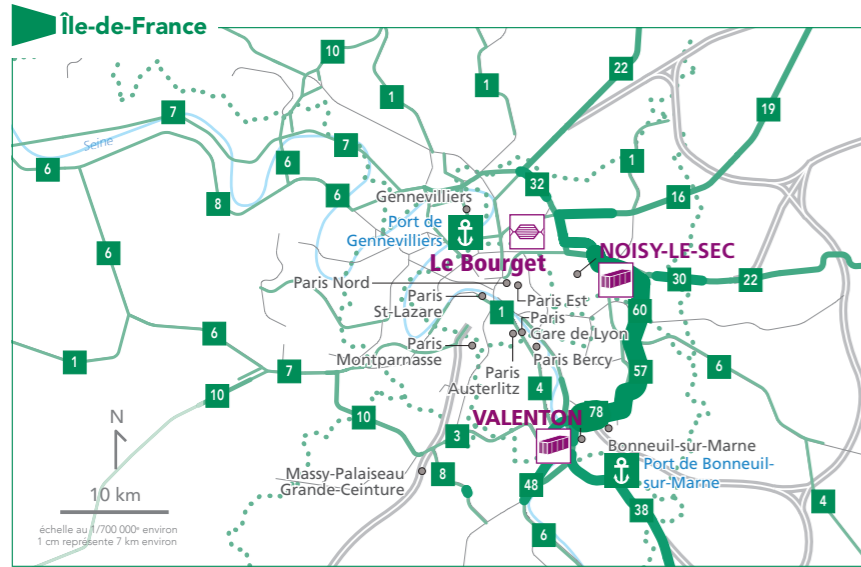 Île-de-France
10
22
1
1
19
7
Seine
7
1
6
6
6
32
16
8
Gennevilliers
Port de
Gennevilliers
6
Le Bourget
NOISY-LE-SEC
Paris Nord
30
22
Paris
St-Lazare
Paris Est
1
Paris
Gare de Lyon
60
6
Paris
Montparnasse
Paris Bercy
1
7
Paris
Austerlitz
57
6
10
4
10
78
VALENTON
3
Bonneuil-sur-Marne
N
Massy-Palaiseau
Grande-Ceinture
8
Port de Bonneuil-
sur-Marne
48
10 km
38
4
6
échelle au 1/700 000e environ
1 cm représente 7 km environ